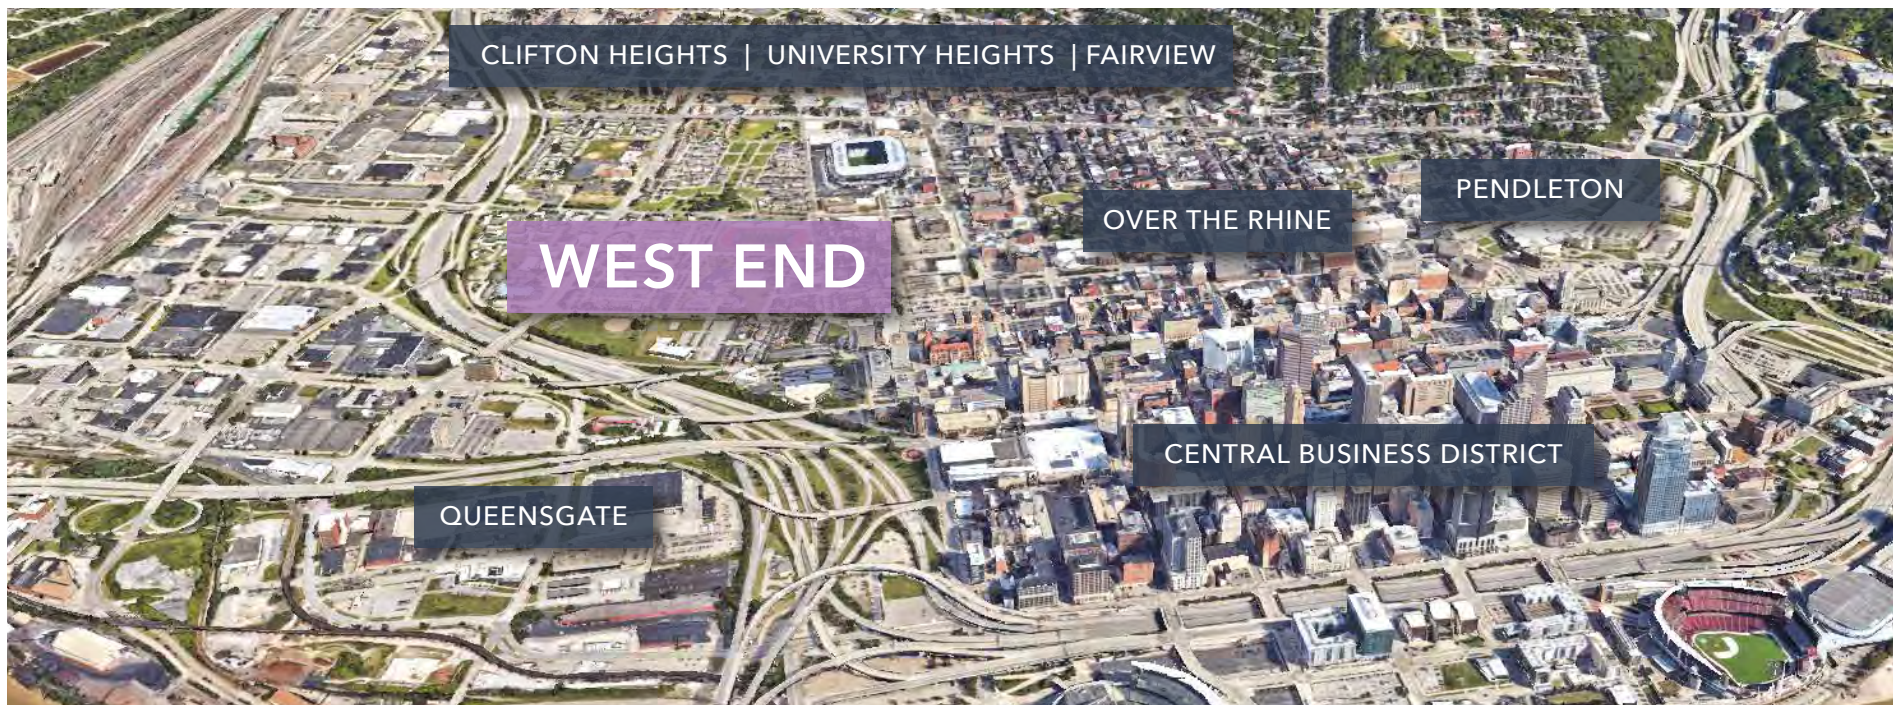 CLIFTON HEIGHTS | UNIVERSITY HEIGHTS | FAIRVIEW
PENDLETON
OVER THE RHINE
WEST END
CENTRAL BUSINESS DISTRICT
QUEENSGATE